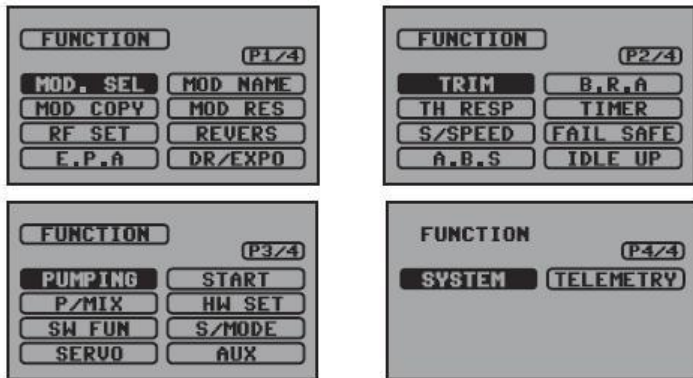 FUNCTION
P1/4
MOD. SEL MOD NAME
MOD COPY MOD RES
RF SET REVERS
E.P.A DR/EXPO
FUNCTION
P2/4
TRIM B.R.A
TH RESP TIMER
S/SPEED FAIL SAFE
A.B.S IDLE UP
FUNCTION
P3/4
PUMPING START
P/MIX HW SET
SW FUN S/MODE
SERVO AUX
FUNCTION
P4/4
SYSTEM TELEMETRY